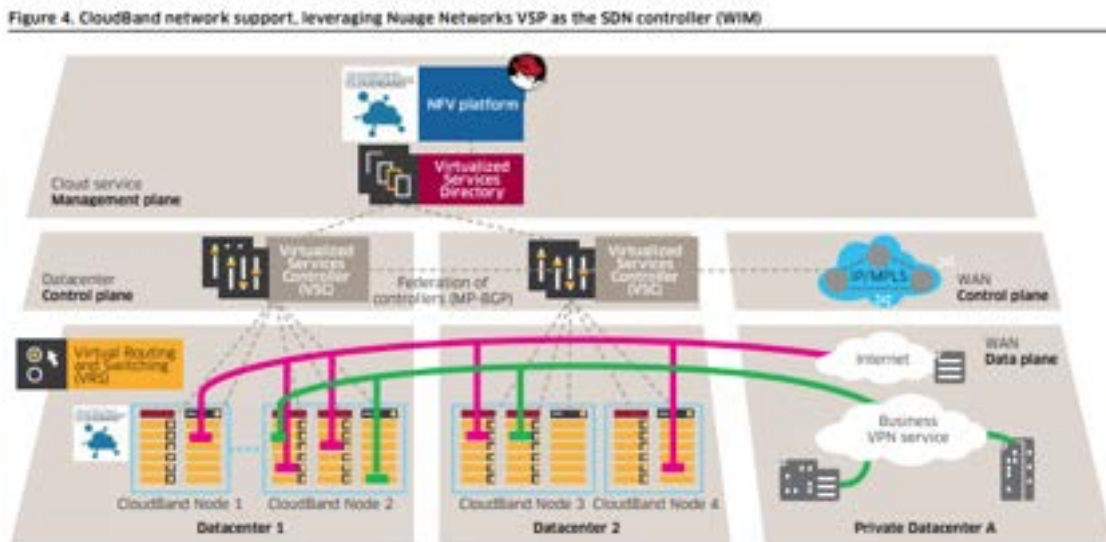 Figure 4. CloudBand network support, leveraging Nuage Networks VSP as the SDN controller (WIM)
CLOUDBAND
NFV platform
Virtualized
Services
Directory
Cloud service
Management plane
Virtualized
Services
Controller
(VSC)
Virtualized
Services
Controller
(VSC)
Datacenter
Control plane
Federation of
controllers (MP-BGP)
IP/MPLS
WAN
Control plane
Virtual Routing
and Switching
(VRS)
Internet
WAN
Data plane
Business
VPN service
CloudBand Node 1
CloudBand Node 2
CloudBand Node 3
CloudBand Node 4
Datacenter 1
Datacenter 2
Private Datacenter A